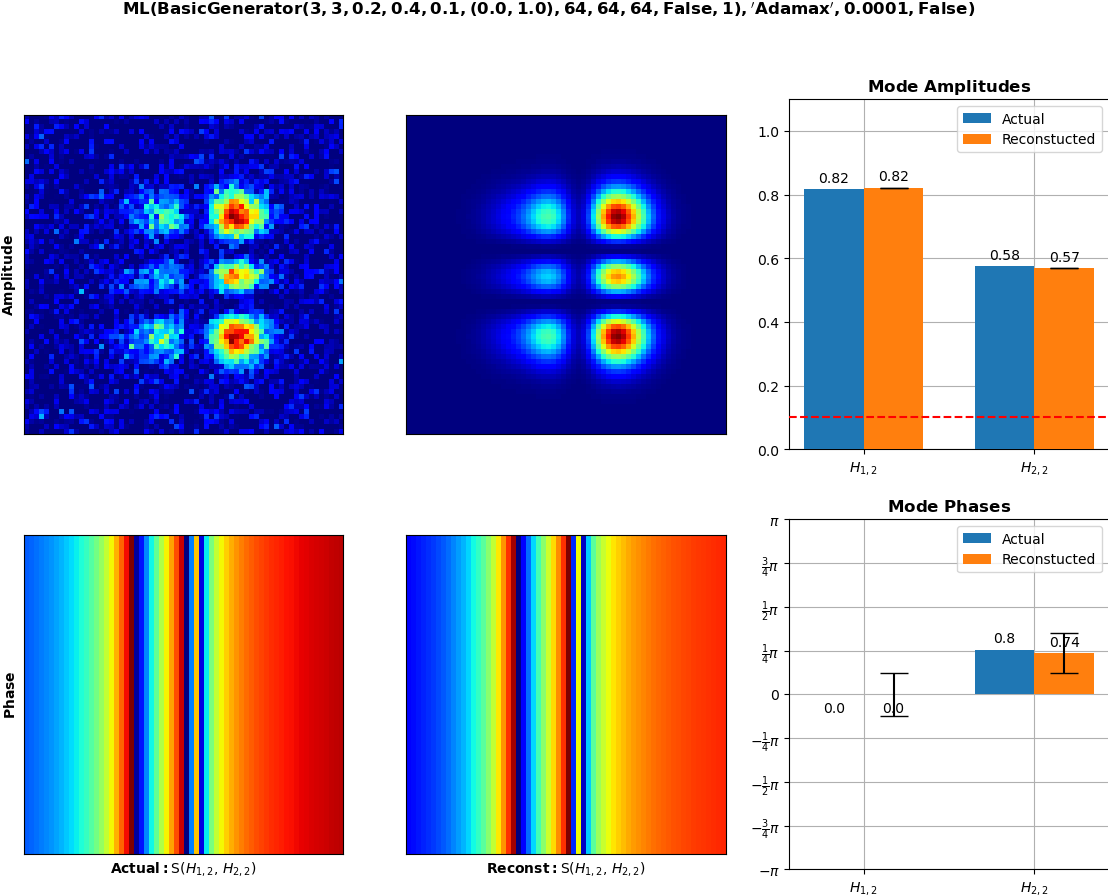 ML(BasicGenerator(3, 3, 0.2, 0.4, 0.1, (0.0, 1.0), 64, 64, 64, False, 1), ′Adamax′, 0.0001, False)
Amplitude
Mode Amplitudes
Actual
Reconstucted
1.0
0.8
0.6
0.4
0.2
0.0
0.82
0.82
0.58
0.57
H1, 2
H2, 2
Phase
Actual: S(H1, 2, H2, 2)
Reconst: S(H1, 2, H2, 2)
Mode Phases
Actual
Reconstucted
π
3/4π
1/2π
1/4π
0
−1/4π
−1/2π
−3/4π
−π
0.0
0.0
0.8
0.74
H1, 2
H2, 2